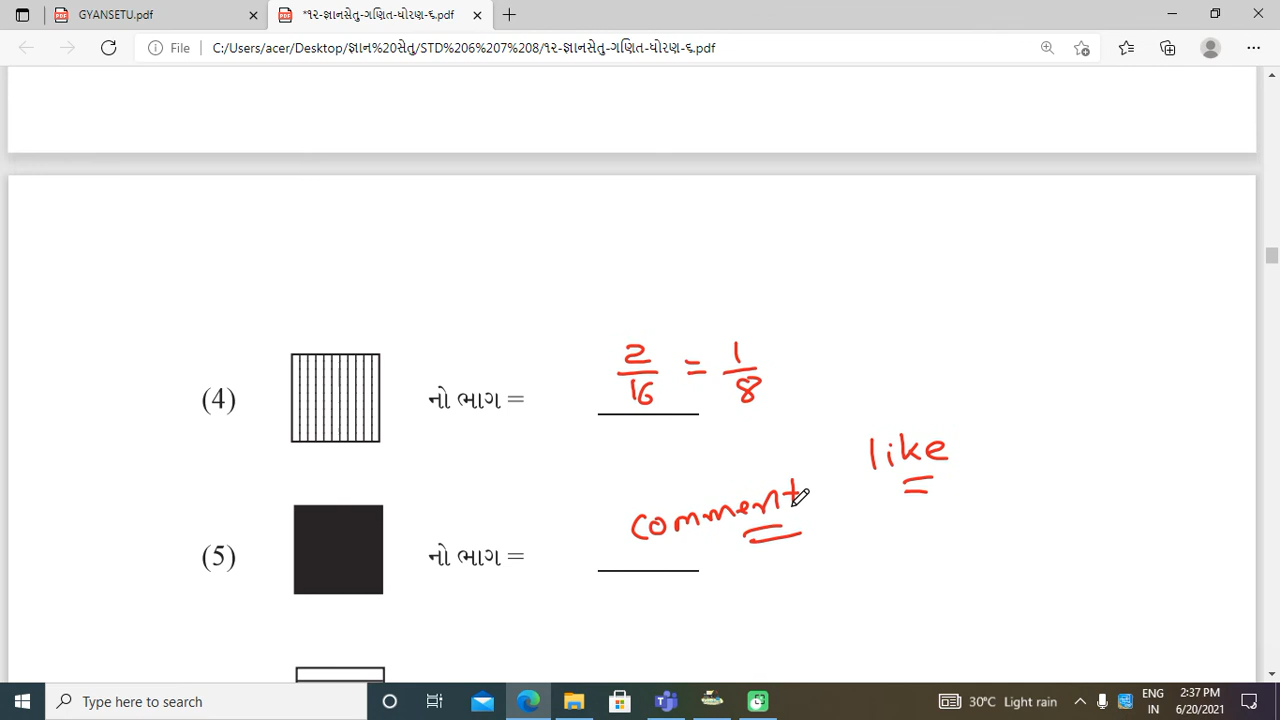 GYANSETU.pdf
*૧૨-જ્ઞાનસેતુ-ગણિત-ધોરણ-૬.pdf
File C:/Users/acer/Desktop/જ્ઞાન%20સેતુ/STD%206%207%208/૧૨-જ્ઞાનસેતુ-ગણિત-ધોરણ-૬.pdf
(4) નો ભાગ = 2/16 = 1/8
like
comment
(5) નો ભાગ =
Type here to search
30°C Light rain
ENG
IN
2:37 PM
6/20/2021